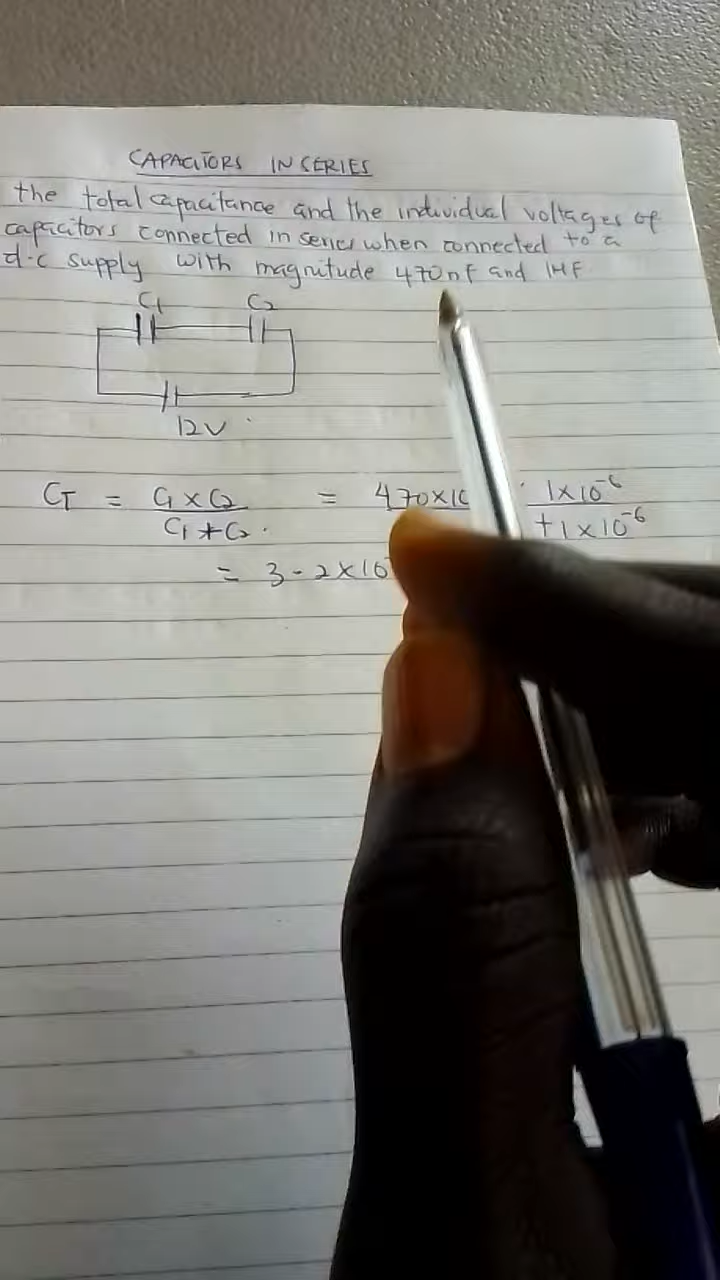 CAPACITORS IN SERIES
the total capacitance and the individual voltages of
capacitors connected in series when connected to a
d.c supply with magnitude 470nF and 1MF
C1 C2
12V
CT = C1 x C2 / C1 + C2 = 470x10 1x10^-6 / +1x10^-6
= 3-2x10